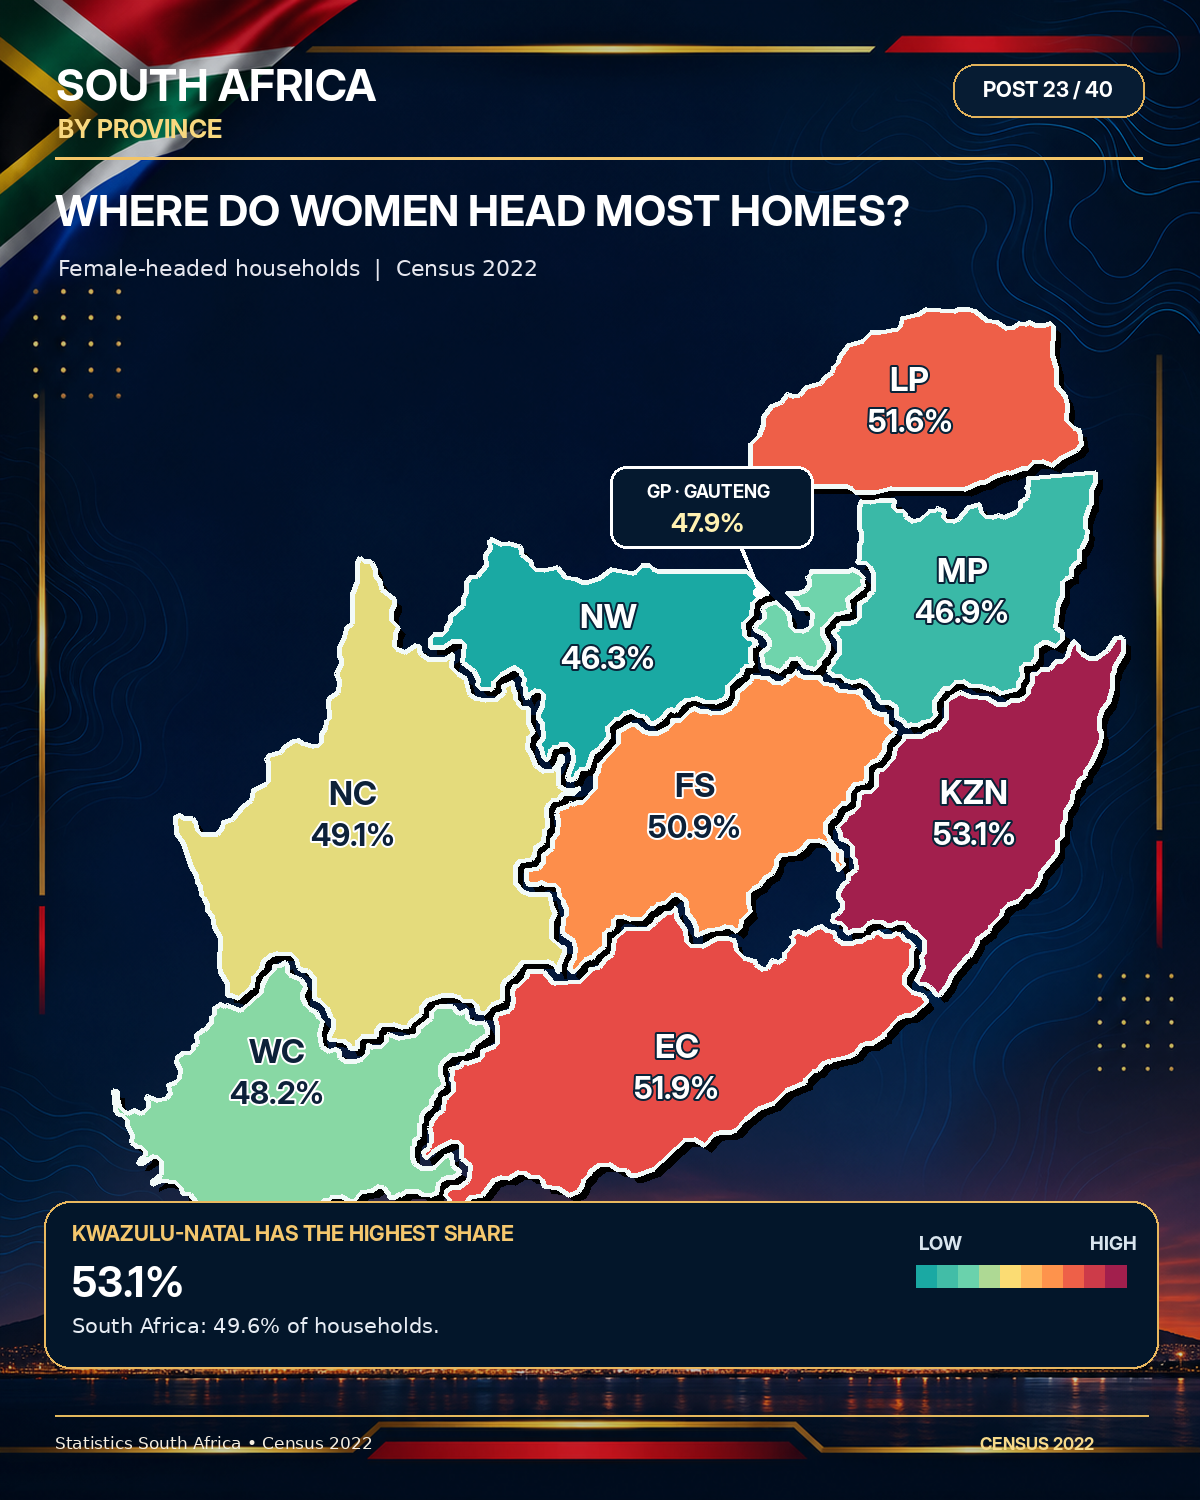 SOUTH AFRICA
BY PROVINCE
POST 23 / 40
WHERE DO WOMEN HEAD MOST HOMES?
Female-headed households | Census 2022
LP
51.6%
GP · GAUTENG
47.9%
MP
46.9%
NW
46.3%
NC
49.1%
FS
50.9%
KZN
53.1%
WC
48.2%
EC
51.9%
KWAZULU-NATAL HAS THE HIGHEST SHARE
53.1%
South Africa: 49.6% of households.
LOW
HIGH
Statistics South Africa • Census 2022
CENSUS 2022